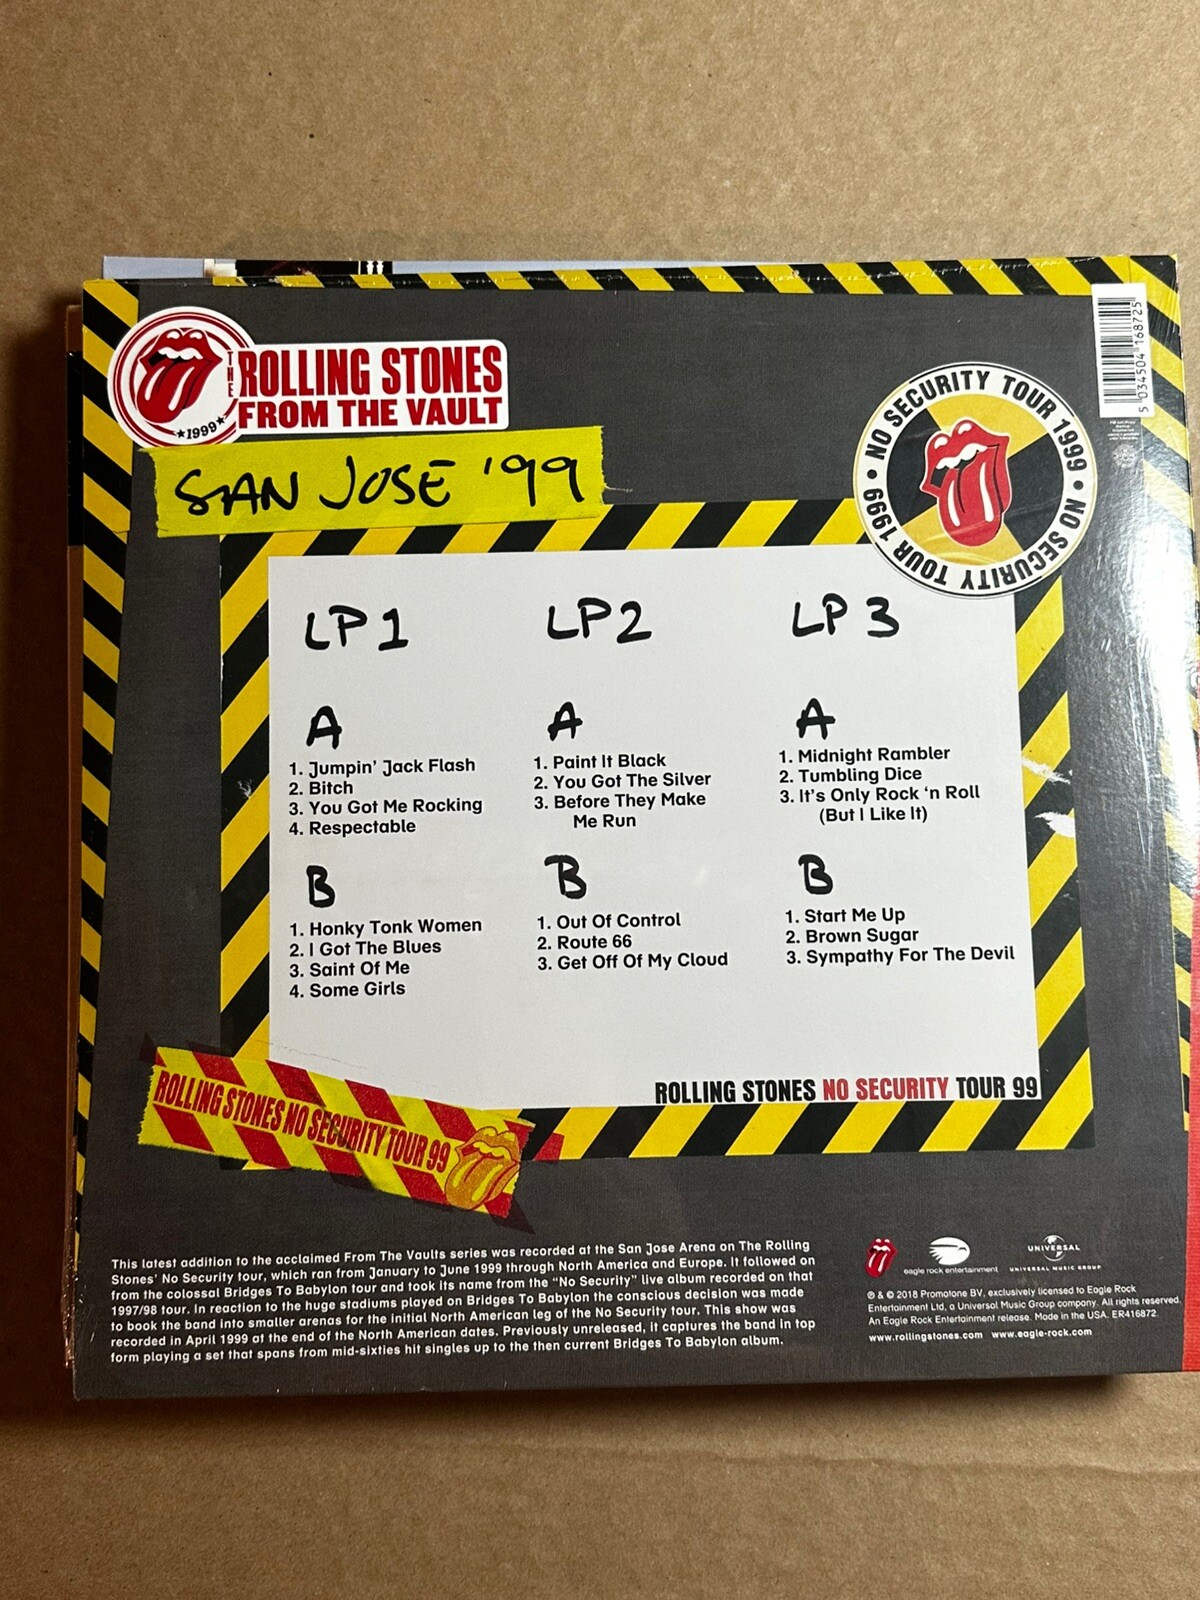 THE ROLLING STONES
FROM THE VAULT
★1999★
SAN JOSE '99
• NO SECURITY TOUR 1999 • NO SECURITY TOUR 1999
5 034504 168725
LP 1
A
1. Jumpin' Jack Flash
2. Bitch
3. You Got Me Rocking
4. Respectable
B
1. Honky Tonk Women
2. I Got The Blues
3. Saint Of Me
4. Some Girls
LP 2
A
1. Paint It Black
2. You Got The Silver
3. Before They Make
Me Run
B
1. Out Of Control
2. Route 66
3. Get Off Of My Cloud
LP 3
A
1. Midnight Rambler
2. Tumbling Dice
3. It's Only Rock 'n Roll
(But I Like It)
B
1. Start Me Up
2. Brown Sugar
3. Sympathy For The Devil
ROLLING STONES NO SECURITY TOUR 99
ROLLING STONES NO SECURITY TOUR 99
This latest addition to the acclaimed From The Vaults series was recorded at the San Jose Arena on The Rolling
Stones' No Security tour, which ran from January to June 1999 through North America and Europe. It followed on
from the colossal Bridges To Babylon tour and took its name from the "No Security" live album recorded on that
1997/98 tour. In reaction to the huge stadiums played on Bridges To Babylon the conscious decision was made
to book the band into smaller arenas for the initial North American leg of the No Security tour. This show was
recorded in April 1999 at the end of the North American dates. Previously unreleased, it captures the band in top
form playing a set that spans from mid-sixties hit singles up to the then current Bridges To Babylon album.
eagle rock entertainment
UNIVERSAL
UNIVERSAL MUSIC GROUP
℗ & © 2018 Promotone BV, exclusively licensed to Eagle Rock
Entertainment Ltd, a Universal Music Group company. All rights reserved.
An Eagle Rock Entertainment release. Made in the USA. ER416872.
www.rollingstones.com www.eagle-rock.com